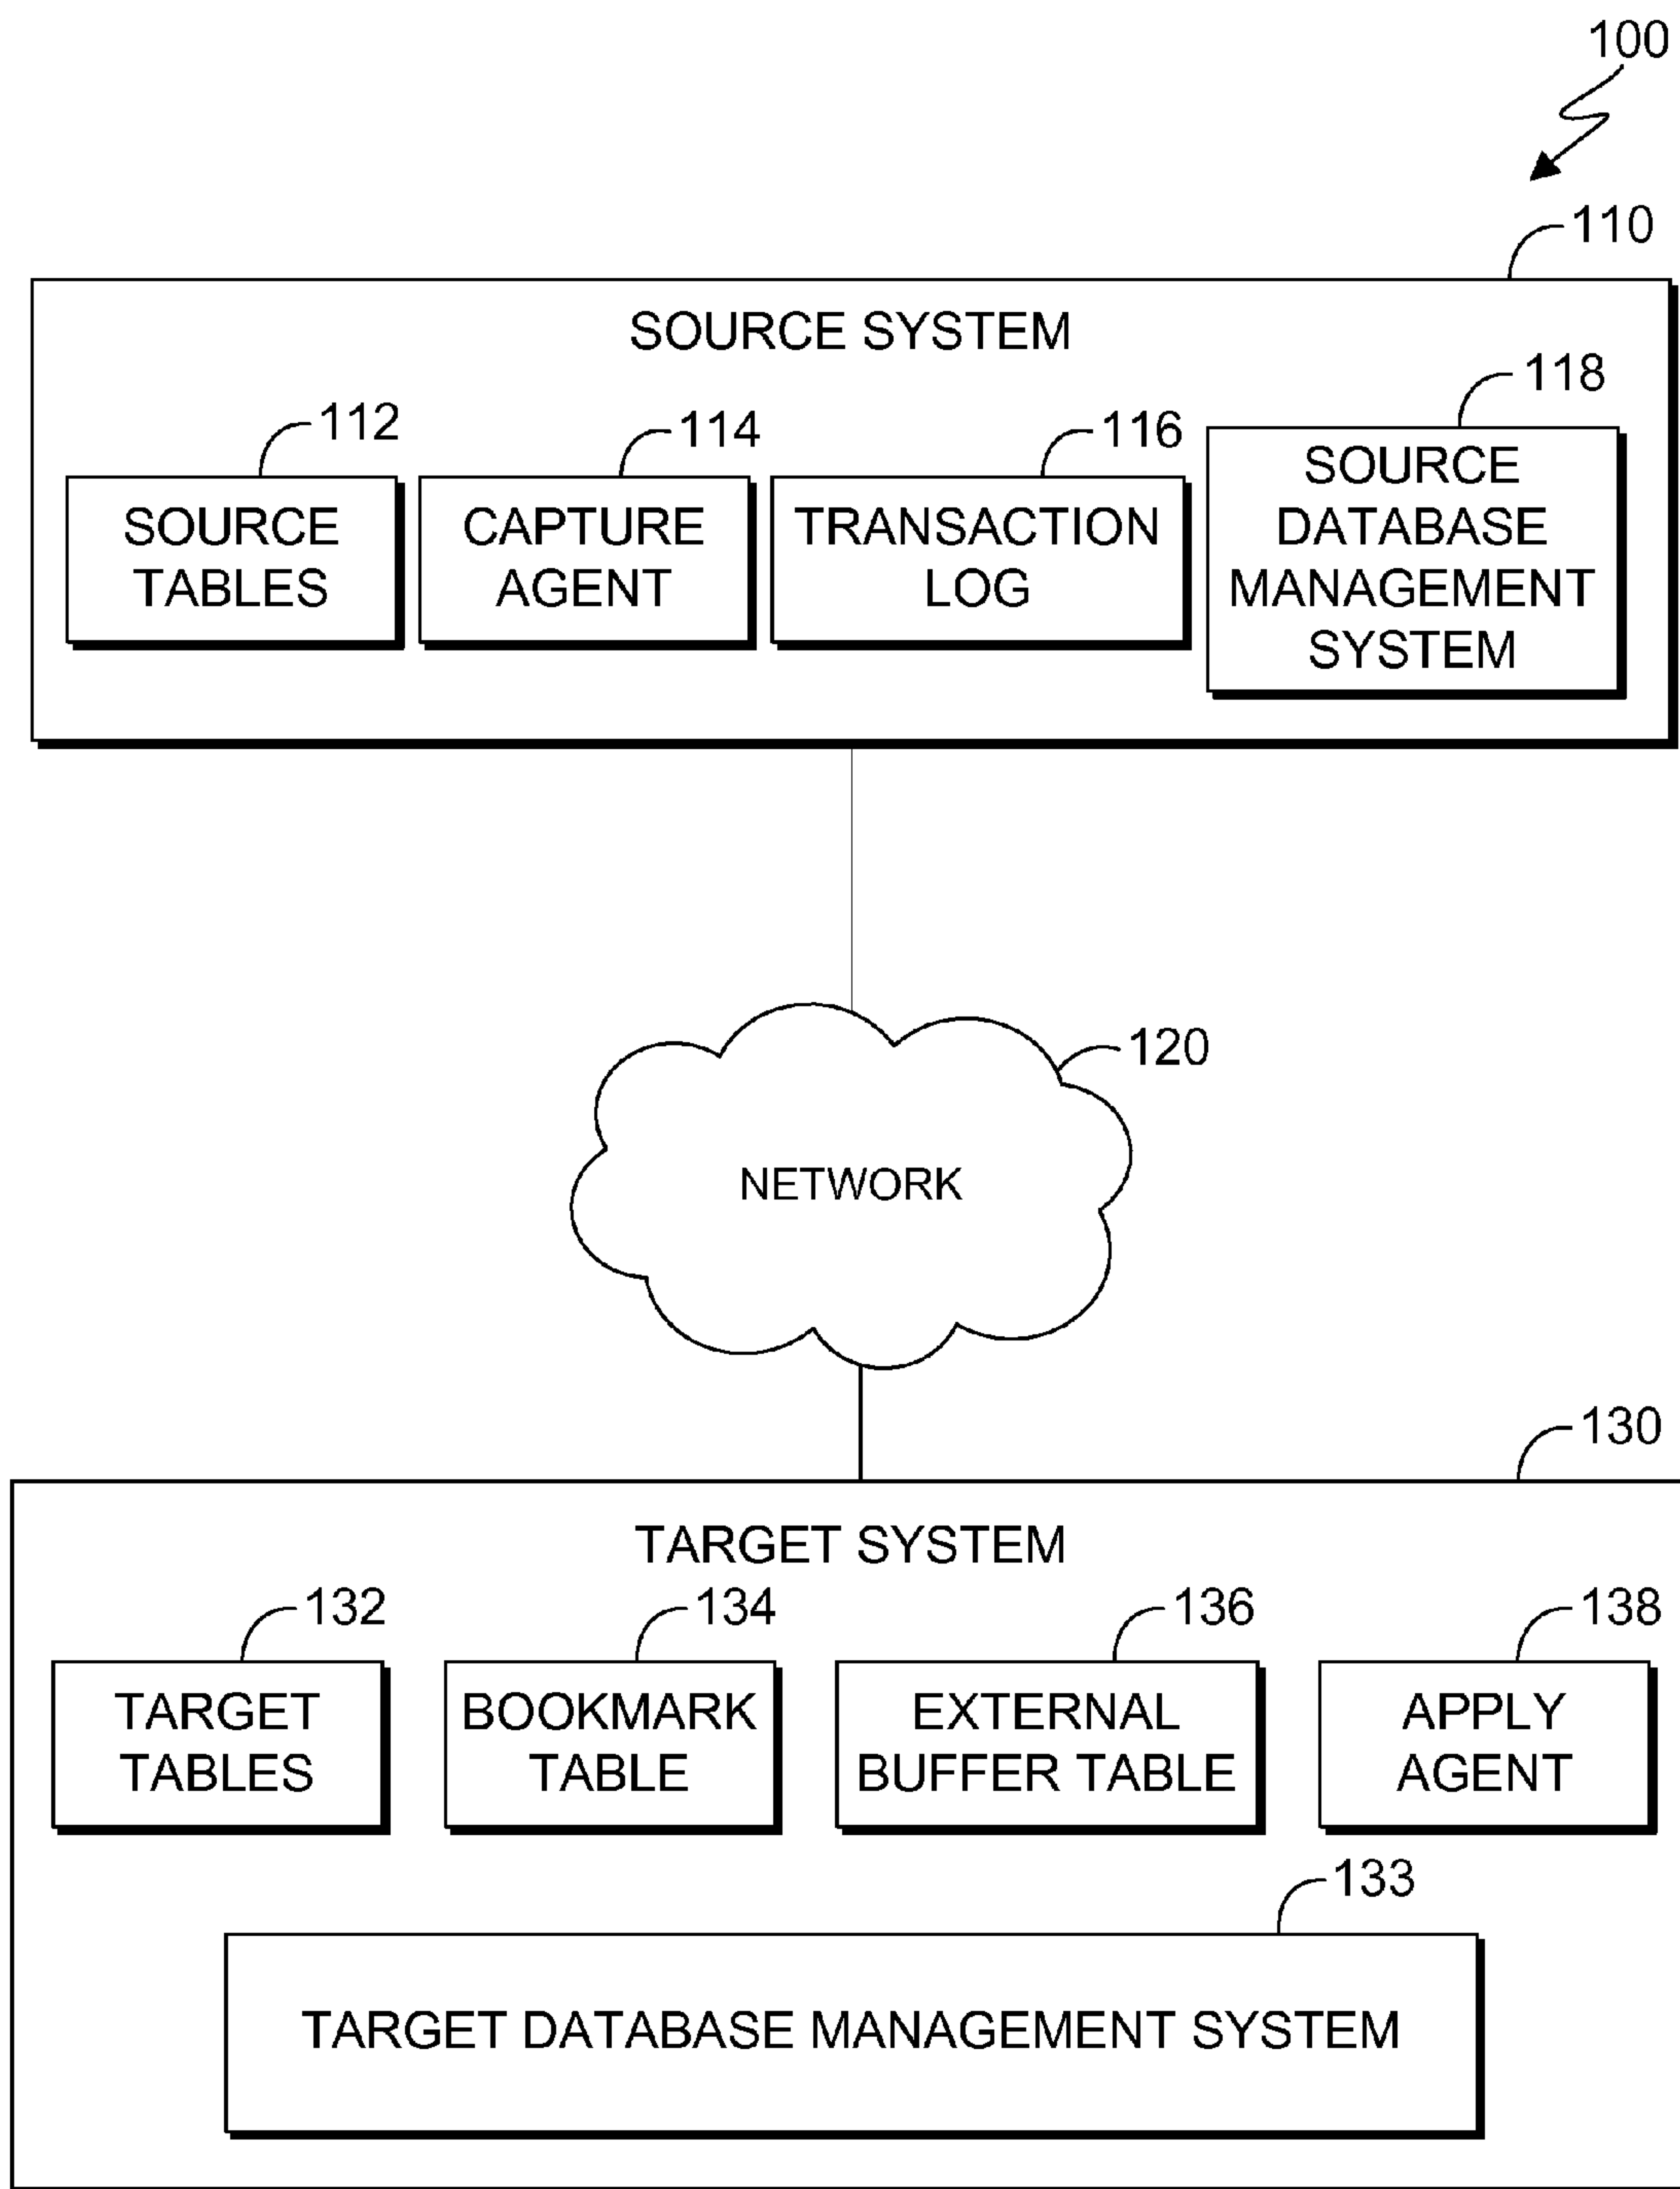 100
110
SOURCE SYSTEM
118
112
114
116
SOURCE
TABLES
CAPTURE
AGENT
TRANSACTION
LOG
SOURCE
DATABASE
MANAGEMENT
SYSTEM
120
NETWORK
130
TARGET SYSTEM
132
134
136
138
TARGET
TABLES
BOOKMARK
TABLE
EXTERNAL
BUFFER TABLE
APPLY
AGENT
133
TARGET DATABASE MANAGEMENT SYSTEM